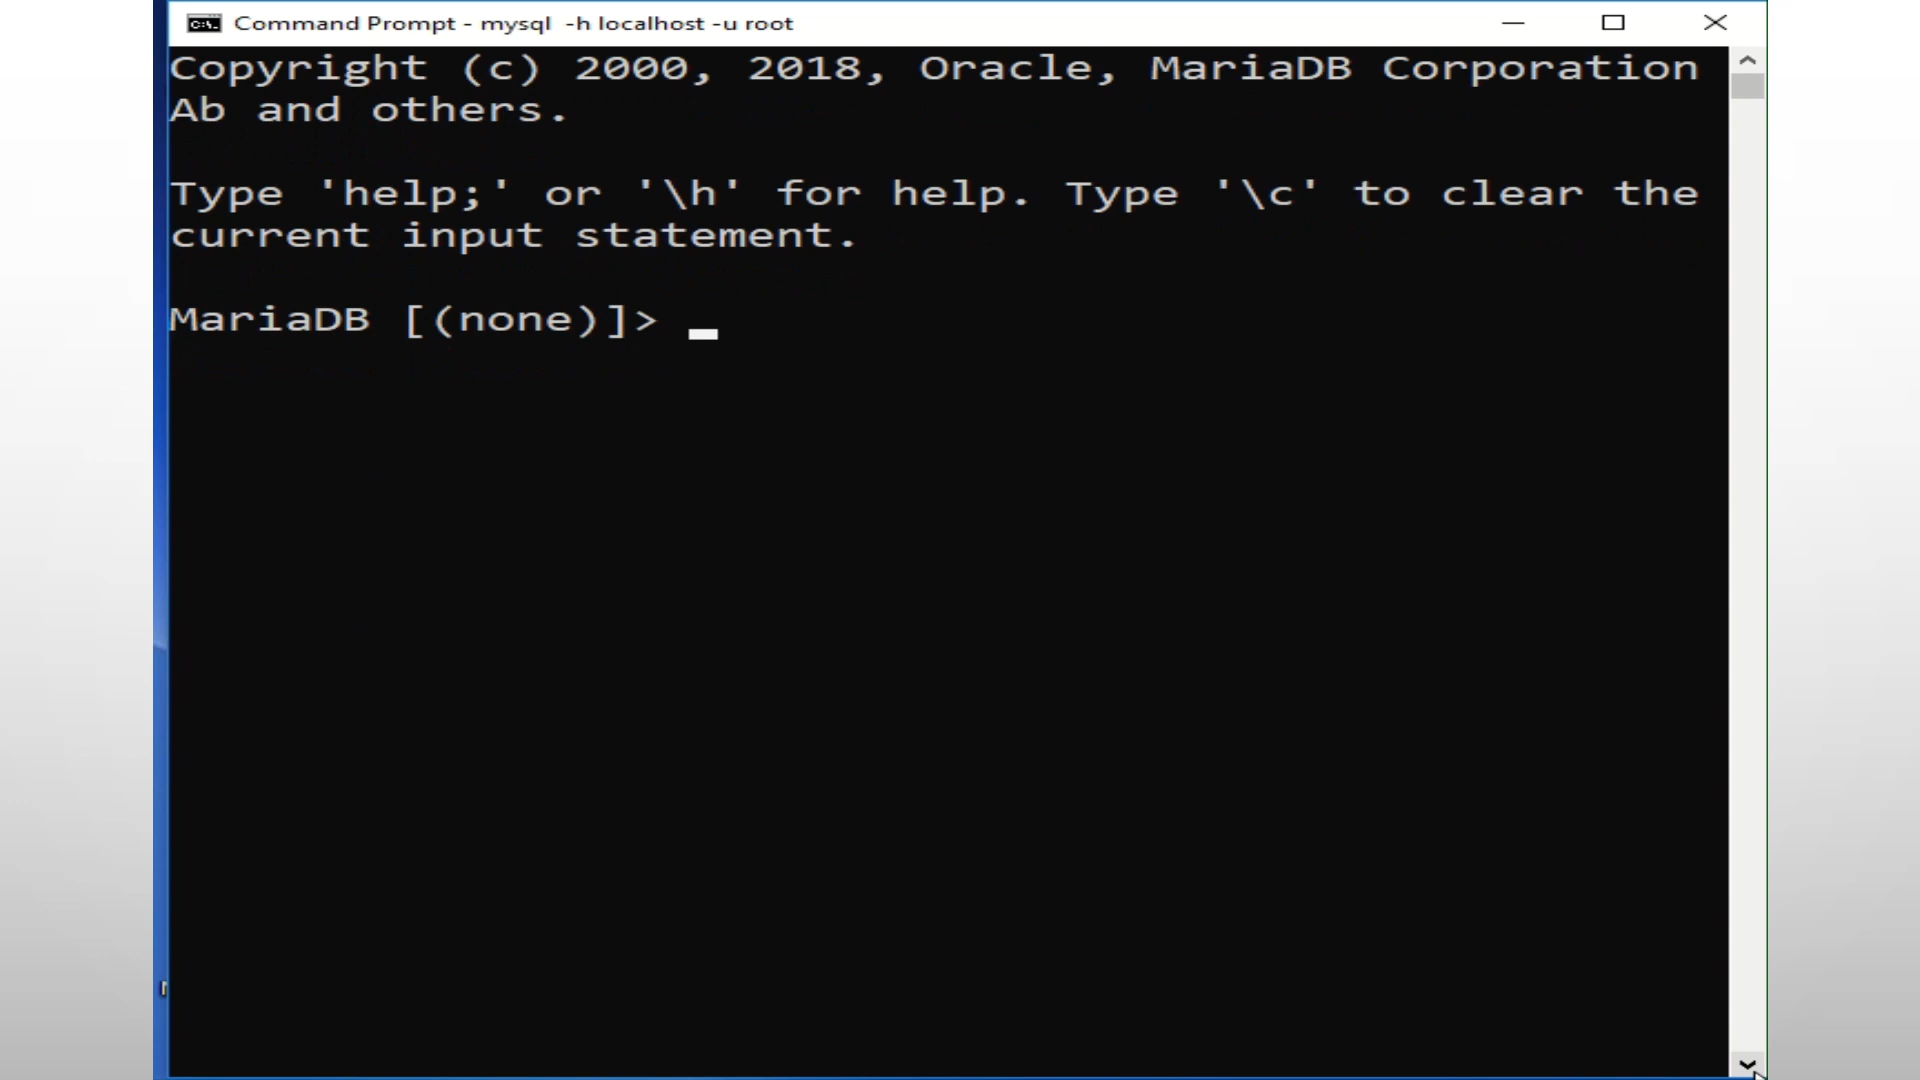 Command Prompt - mysql  -h localhost -u root
Copyright (c) 2000, 2018, Oracle, MariaDB Corporation
Ab and others.
Type 'help;' or '\h' for help. Type '\c' to clear the
current input statement.
MariaDB [(none)]>